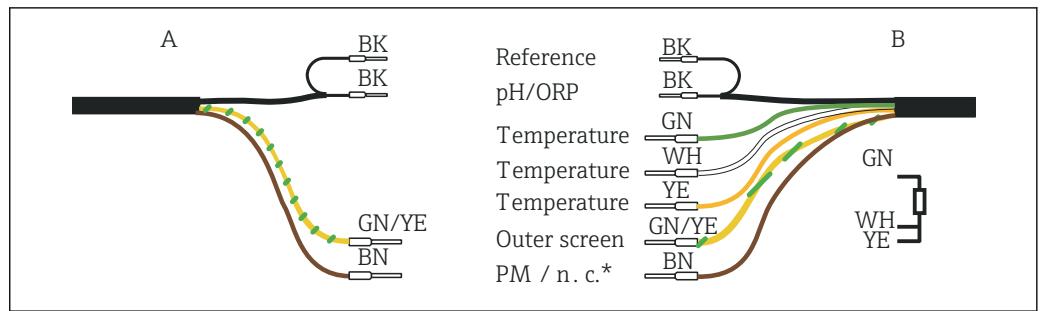 A
BK
BK
GN/YE
BN
Reference BK
pH/ORP BK
Temperature GN
Temperature WH
Temperature YE
Outer screen GN/YE
PM / n. c.* BN
B
GN
WH
YE